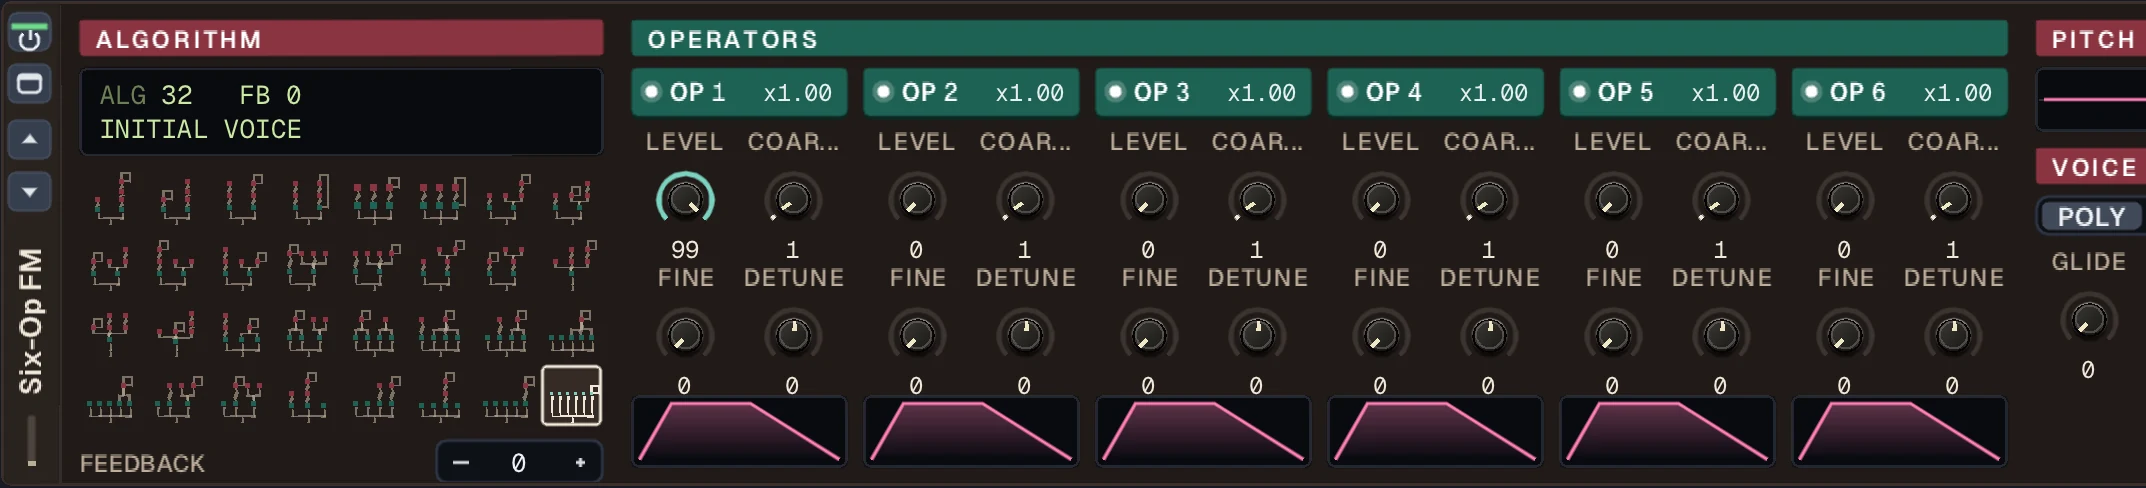 Six-Op FM
ALGORITHM
ALG 32 FB 0
INITIAL VOICE
FEEDBACK
− 0 +
OPERATORS
OP 1 x1.00 OP 2 x1.00 OP 3 x1.00 OP 4 x1.00 OP 5 x1.00 OP 6 x1.00
LEVEL COAR... LEVEL COAR... LEVEL COAR... LEVEL COAR... LEVEL COAR... LEVEL COAR...
99 1 0 1 0 1 0 1 0 1 0 1
FINE DETUNE FINE DETUNE FINE DETUNE FINE DETUNE FINE DETUNE FINE DETUNE
0 0 0 0 0 0 0 0 0 0 0 0
PITCH
VOICE
POLY
GLIDE
0